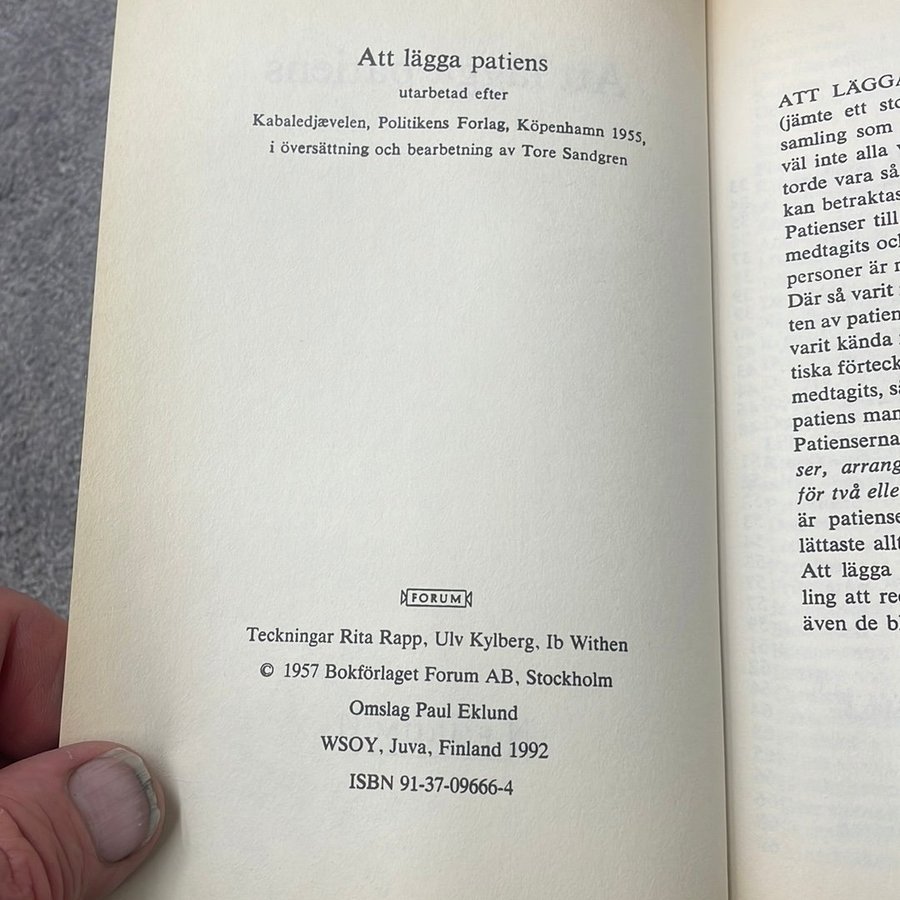 Att lägga patiens
utarbetad efter
Kabaledjævelen, Politikens Forlag, Köpenhamn 1955,
i översättning och bearbetning av Tore Sandgren
FORUM
Teckningar Rita Rapp, Ulv Kylberg, Ib Withen
© 1957 Bokförlaget Forum AB, Stockholm
Omslag Paul Eklund
WSOY, Juva, Finland 1992
ISBN 91-37-09666-4
ATT LÄGGA
(jämte ett sto
samling som
väl inte alla v
torde vara så
kan betraktas
Patienser till
medtagits och
personer är
Där så varit
ten av patien
varit kända
tiska förteck
medtagits, så
patiens man
Patienserna
ser, arrang
för två elle
är patiense
lättaste allt
Att lägga
ling att re
även de bl